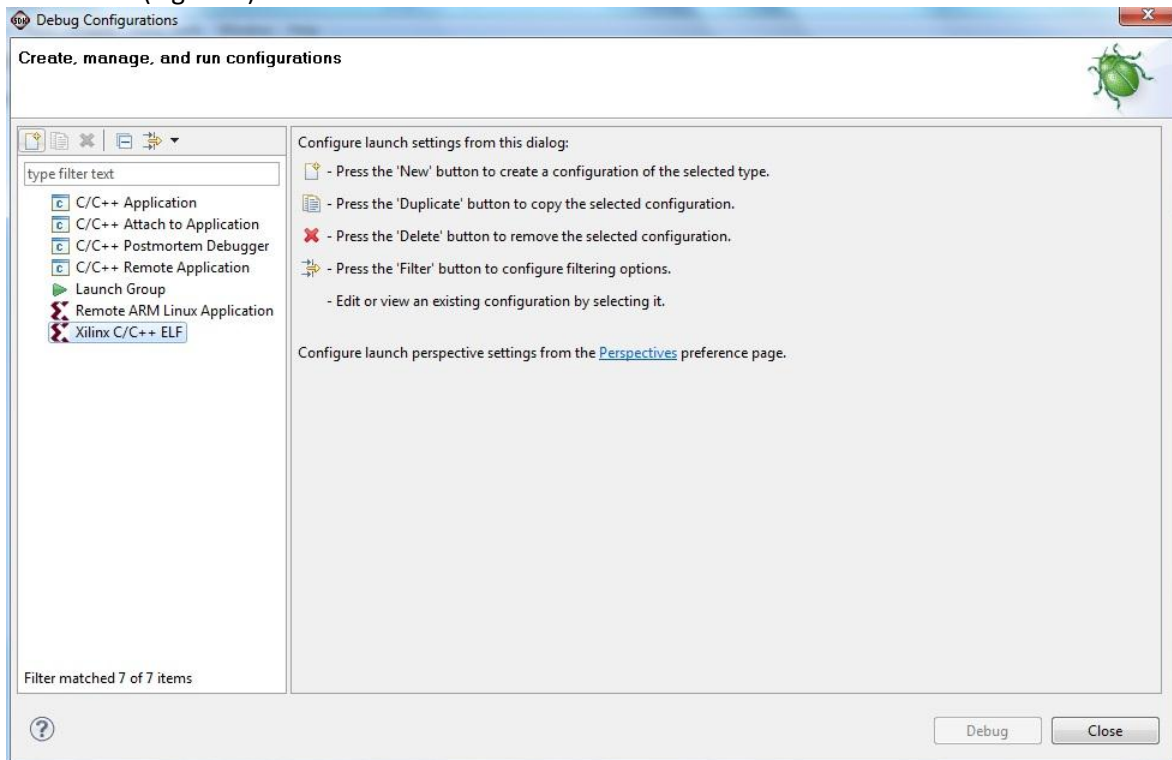 Debug Configurations
Create, manage, and run configurations
type filter text
C/C++ Application
C/C++ Attach to Application
C/C++ Postmortem Debugger
C/C++ Remote Application
Launch Group
Remote ARM Linux Application
Xilinx C/C++ ELF
Filter matched 7 of 7 items
Configure launch settings from this dialog:
- Press the 'New' button to create a configuration of the selected type.
- Press the 'Duplicate' button to copy the selected configuration.
- Press the 'Delete' button to remove the selected configuration.
- Press the 'Filter' button to configure filtering options.
- Edit or view an existing configuration by selecting it.
Configure launch perspective settings from the Perspectives preference page.
Debug
Close